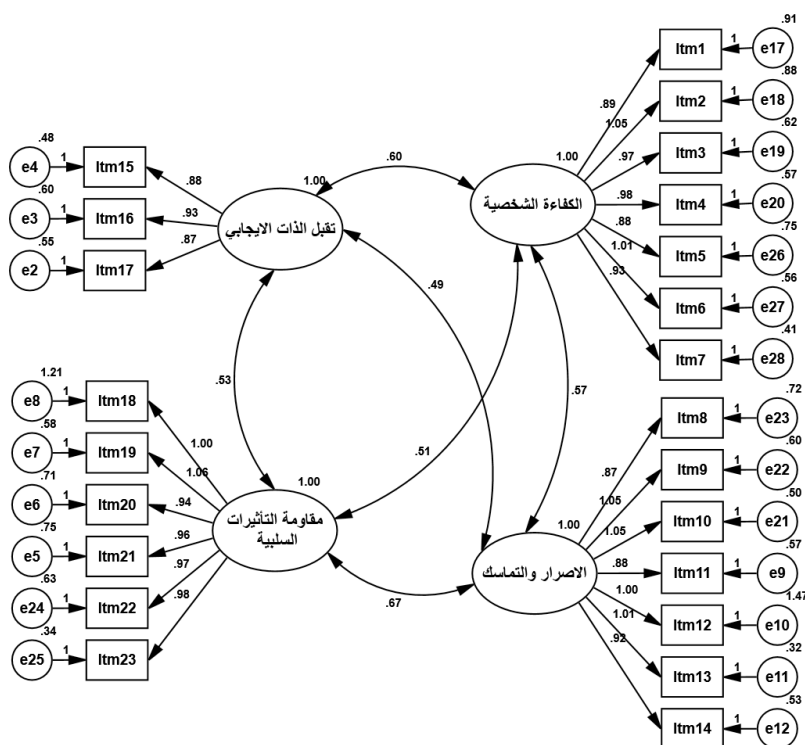 .91
Itm1
1
e17
.88
.89
Itm2
1
e18
.62
1.05
Itm3
1
e19
.57
.97
.98
Itm4
1
e20
.75
.88
Itm5
1
e26
.56
1.01
Itm6
1
e27
.41
.93
Itm7
1
e28
1.00
الكفاءة الشخصية
.60
.48
e4
1
Itm15
.88
.60
e3
1
Itm16
.93
.55
e2
1
Itm17
.87
1.00
تقبل الذات الايجابي
.49
.53
.51
.57
1.21
e8
1
Itm18
1.00
.58
e7
1
Itm19
1.06
.71
e6
1
Itm20
.94
.75
e5
1
Itm21
.96
.63
e24
1
Itm22
.97
.34
e25
1
Itm23
.98
1.00
مقاومة التأثيرات
السلبية
.67
.72
Itm8
1
e23
.87
.60
Itm9
1
e22
1.05
.50
Itm10
1
e21
1.05
.57
Itm11
1
e9
.88
1.47
Itm12
1
e10
1.00
.32
Itm13
1
e11
1.01
.53
Itm14
1
e12
.92
1.00
الاصرار والتماسك